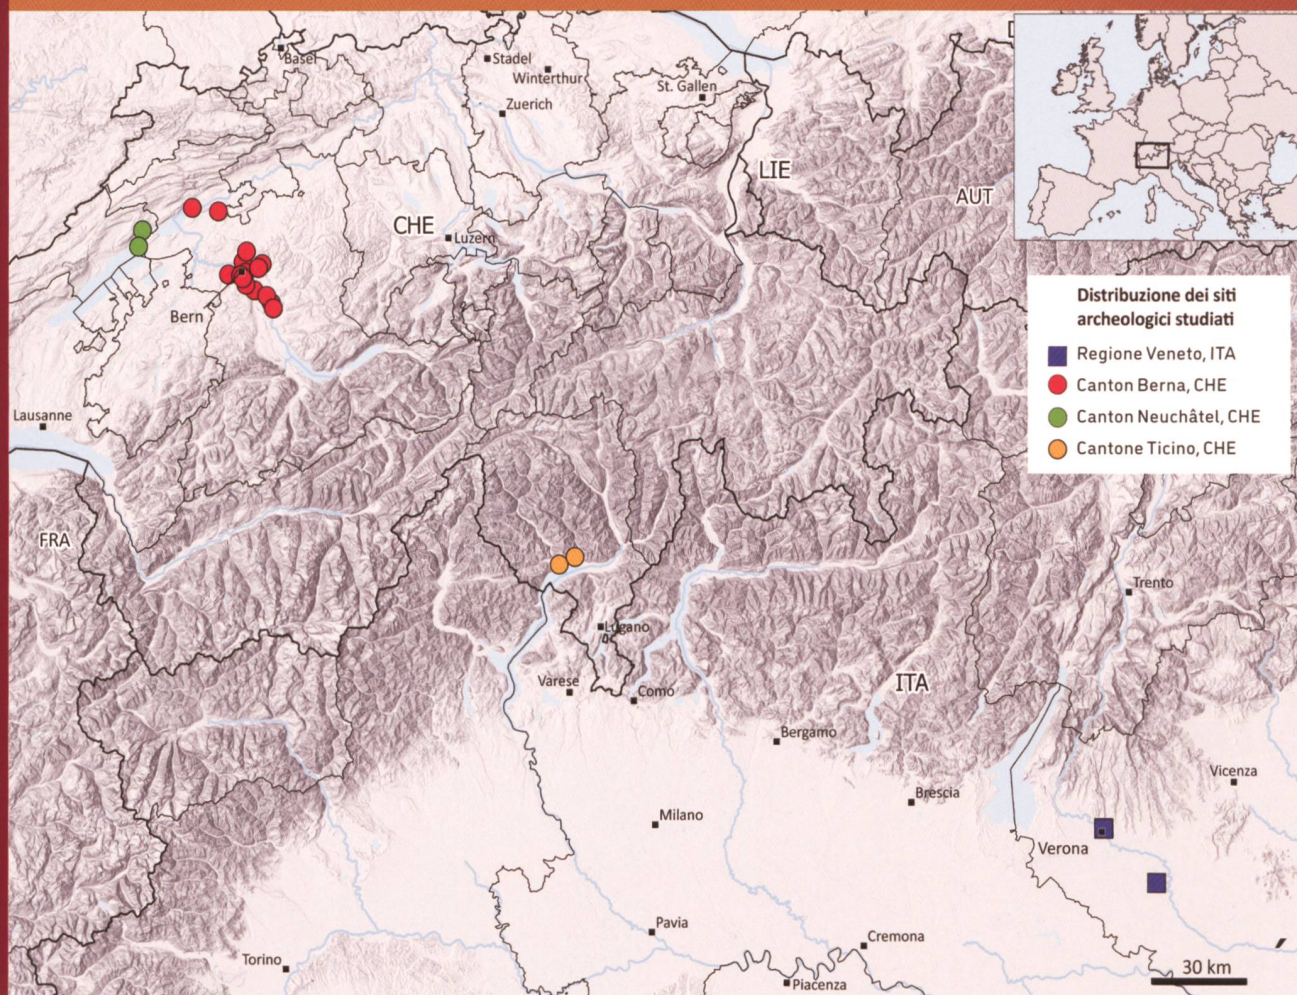 Basel
Stadel
Winterthur
Zuerich
St. Gallen
LIE
AUT
CHE
Luzern
Bern
Lausanne
FRA
Distribuzione dei siti
archeologici studiati
Regione Veneto, ITA
Canton Berna, CHE
Canton Neuchâtel, CHE
Cantone Ticino, CHE
Trento
Lugano
Varese
Como
ITA
Bergamo
Brescia
Vicenza
Milano
Verona
Pavia
Cremona
Torino
Piacenza
30 km